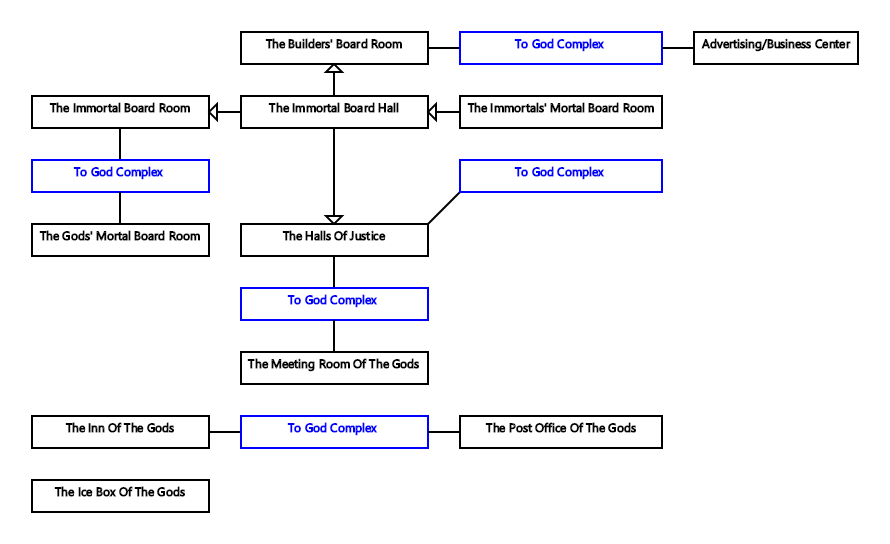 The Builders' Board Room
To God Complex
Advertising/Business Center
The Immortal Board Room
The Immortal Board Hall
The Immortals' Mortal Board Room
To God Complex
To God Complex
The Gods' Mortal Board Room
The Halls Of Justice
To God Complex
The Meeting Room Of The Gods
The Inn Of The Gods
To God Complex
The Post Office Of The Gods
The Ice Box Of The Gods